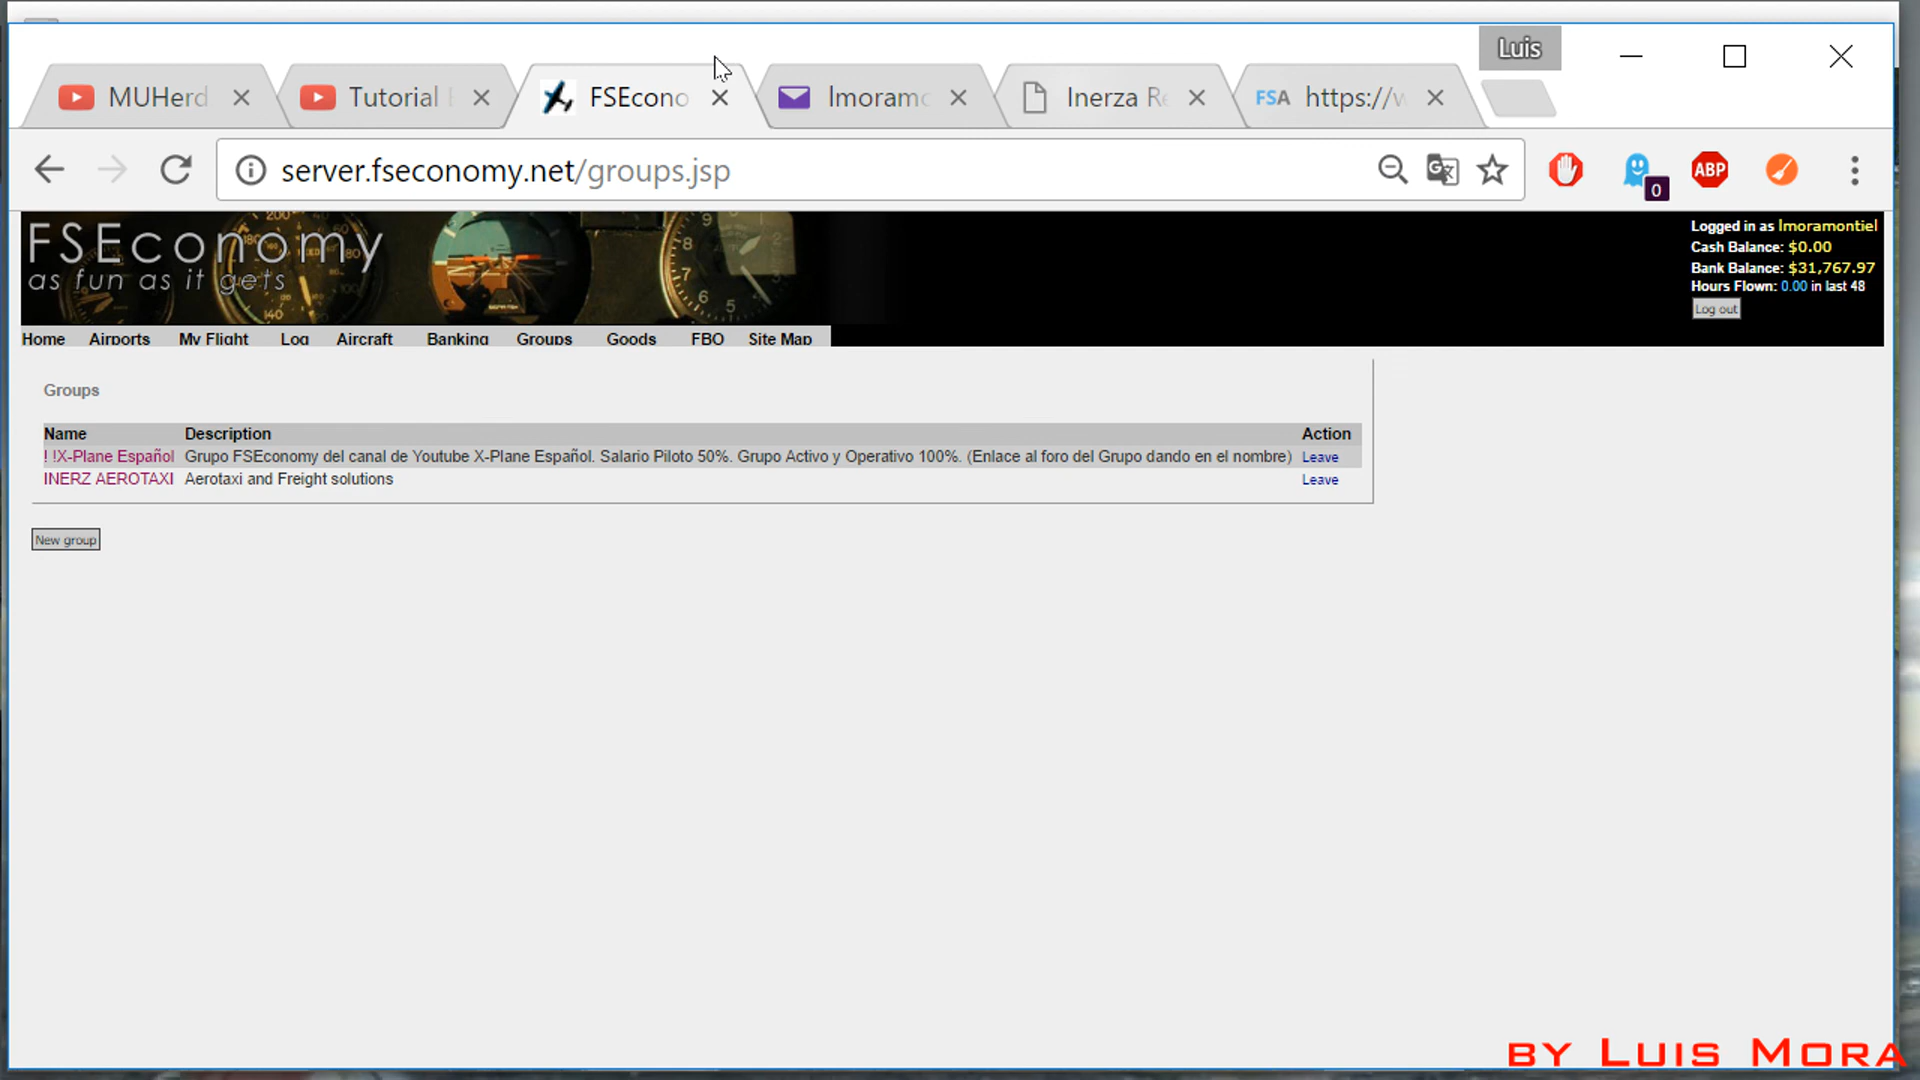 Luis
MUHerd
Tutorial
FSEcono
lmoramo
Inerza Re
FSA https://w
server.fseconomy.net/groups.jsp
0
ABP
FSEconomy
as fun as it gets
Logged in as lmoramontiel
Cash Balance: $0.00
Bank Balance: $31,767.97
Hours Flown: 0.00 in last 48
Log out
Home Airports My Flight Log Aircraft Banking Groups Goods FBO Site Map
Groups
Name Description Action
! !X-Plane Español Grupo FSEconomy del canal de Youtube X-Plane Español. Salario Piloto 50%. Grupo Activo y Operativo 100%. (Enlace al foro del Grupo dando en el nombre) Leave
INERZ AEROTAXI Aerotaxi and Freight solutions Leave
New group
BY LUIS MORA